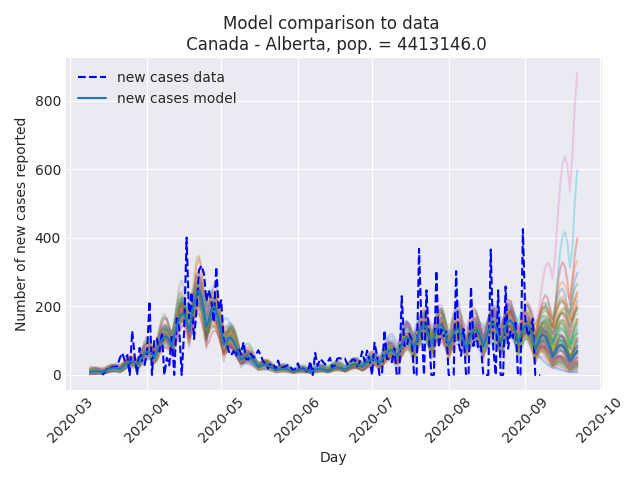 Model comparison to data
Canada - Alberta, pop. = 4413146.0
new cases data
new cases model
Number of new cases reported
800
600
400
200
0
2020-03
2020-04
2020-05
2020-06
2020-07
2020-08
2020-09
2020-10
Day